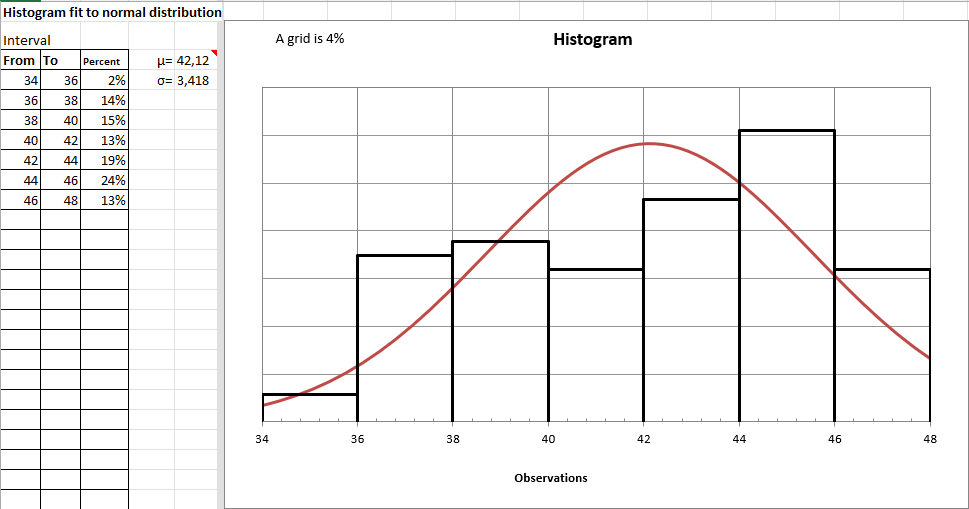 Histogram fit to normal distribution
A grid is 4%
Histogram
Interval
From To Percent μ= 42,12
34 36 2% σ= 3,418
36 38 14%
38 40 15%
40 42 13%
42 44 19%
44 46 24%
46 48 13%
34 36 38 40 42 44 46 48
Observations